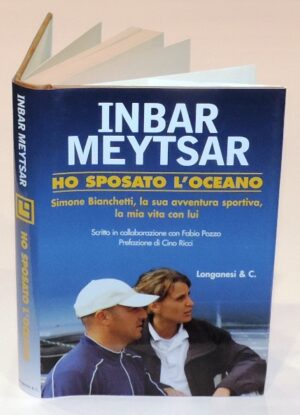 INBAR
MEYTSAR
HO SPOSATO L'OCEANO
Simone Bianchetti, la sua avventura sportiva,
la mia vita con lui
Scritto in collaborazione con Fabio Pozzo
Prefazione di Cino Ricci
Longanesi & C.
INBAR MEYTSAR
HO SPOSATO L'OCEANO